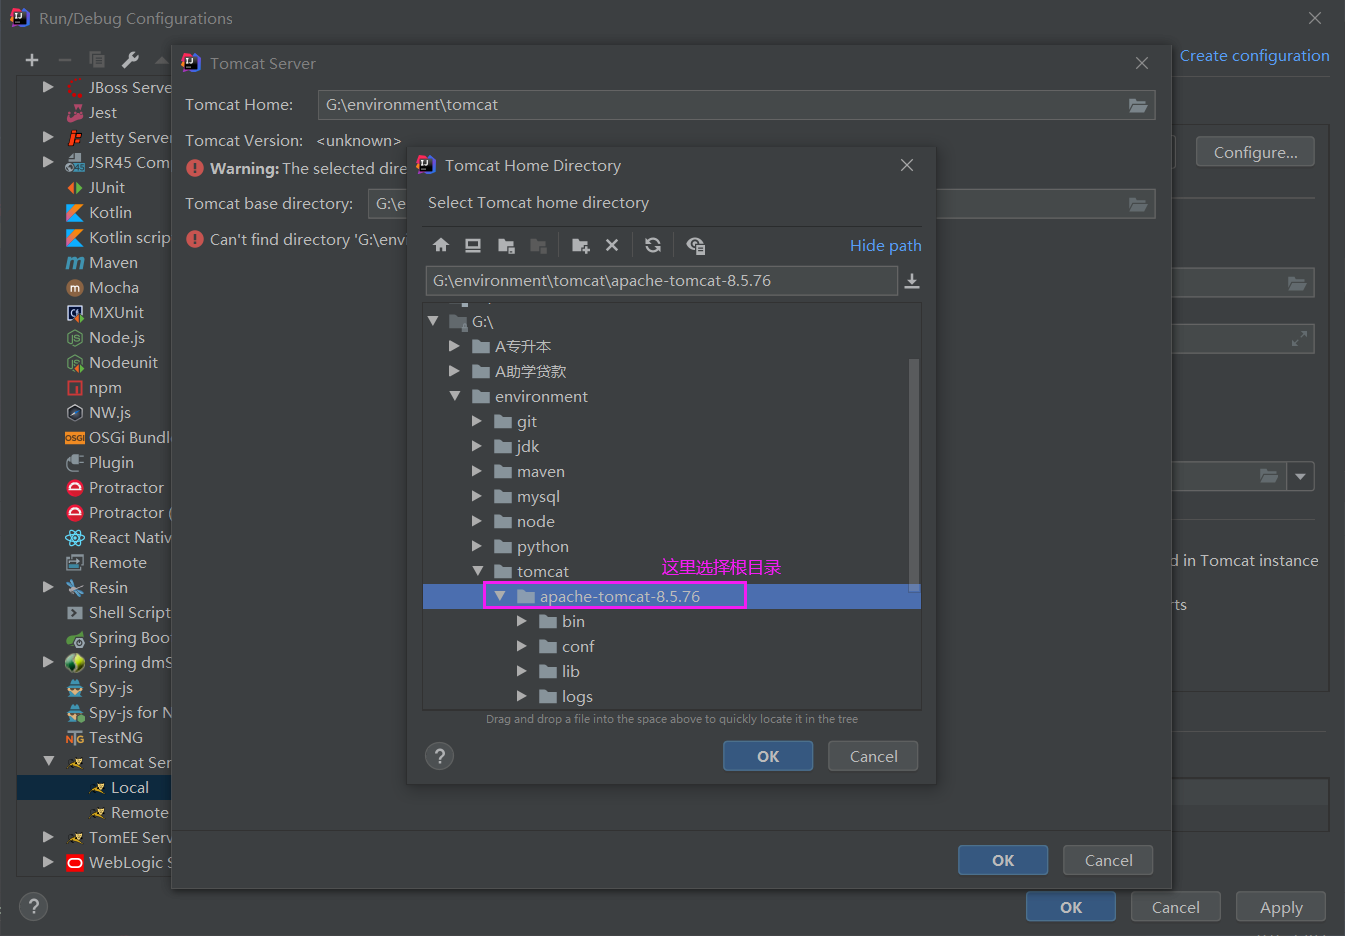 Run/Debug Configurations
Create configuration
JBoss Serve
Jest
Jetty Server
JSR45 Com
JUnit
Kotlin
Kotlin scrip
Maven
Mocha
MXUnit
Node.js
Nodeunit
npm
NW.js
OSGi Bundl
Plugin
Protractor
Protractor (
React Nativ
Remote
Resin
Shell Script
Spring Boo
Spring dmS
Spy-js
Spy-js for N
TestNG
Tomcat Ser
Local
Remote
TomEE Serv
WebLogic S
Tomcat Server
Tomcat Home: G:\environment\tomcat
Tomcat Version: <unknown>
Warning: The selected dire
Tomcat base directory: G:\e
Can't find directory 'G:\envi
Configure...
d in Tomcat instance
ts
Tomcat Home Directory
Select Tomcat home directory
Hide path
G:\environment\tomcat\apache-tomcat-8.5.76
G:\
A专升本
A助学贷款
environment
git
jdk
maven
mysql
node
python
tomcat
这里选择根目录
apache-tomcat-8.5.76
bin
conf
lib
logs
Drag and drop a file into the space above to quickly locate it in the tree
? OK Cancel
OK Cancel
? OK Cancel Apply